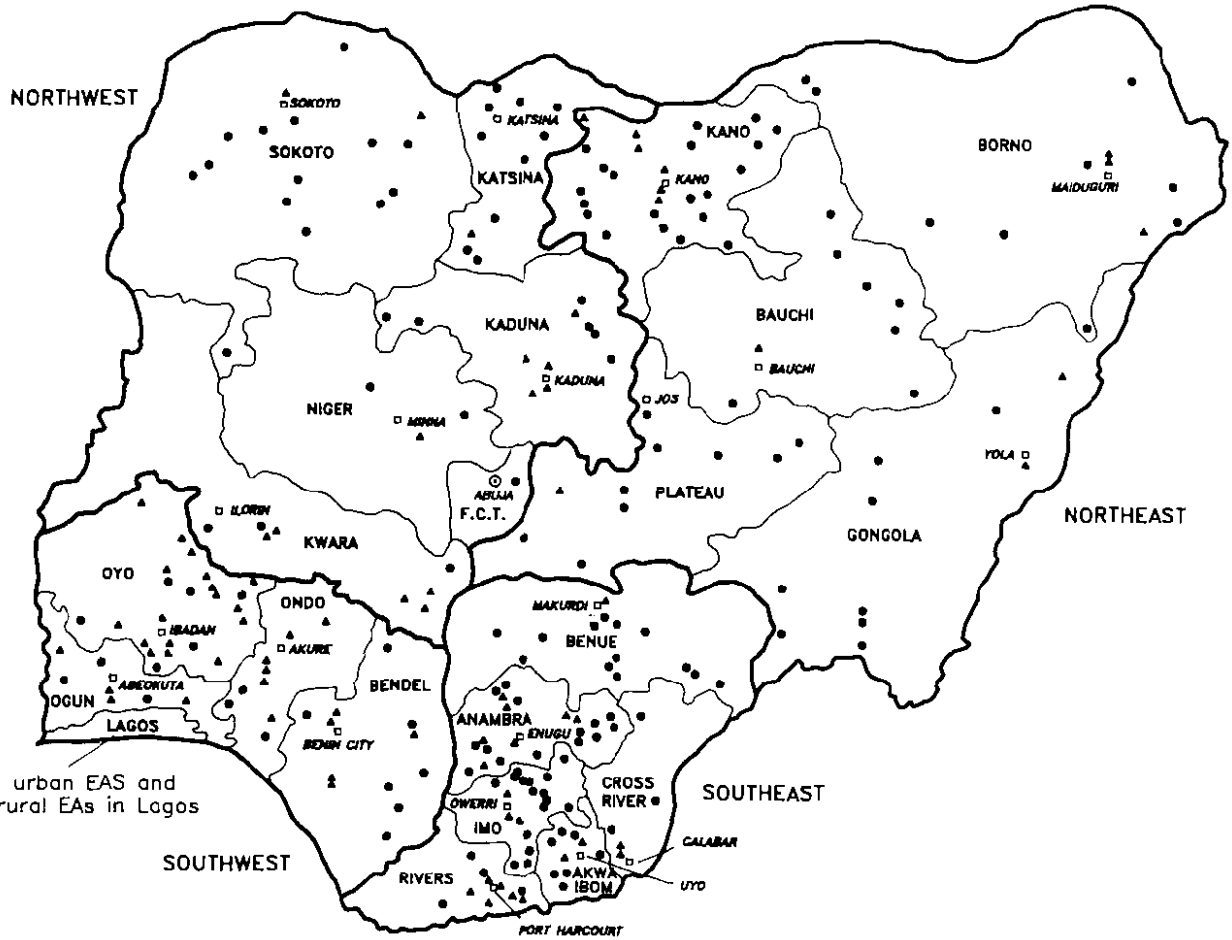 NORTHWEST
SOKOTO
SOKOTO
KATSINA
KATSINA
KANO
KANO
BORNO
MAIDUGURI
KADUNA
KADUNA
BAUCHI
BAUCHI
NIGER
MINNA
JOS
YOLA
ABUJA
F.C.T.
PLATEAU
GONGOLA
NORTHEAST
ILORIN
KWARA
OYO
ONDO
IBADAN
AKURE
MAKURDI
BENUE
OGUN
ABEOKUTA
BENDEL
LAGOS
BENIN CITY
ANAMBRA
ENUGU
urban EAS and
rural EAs in Lagos
CROSS
RIVER
SOUTHEAST
OWERRI
IMO
SOUTHWEST
CALABAR
RIVERS
AKWA
IBOM
UYO
PORT HARCOURT